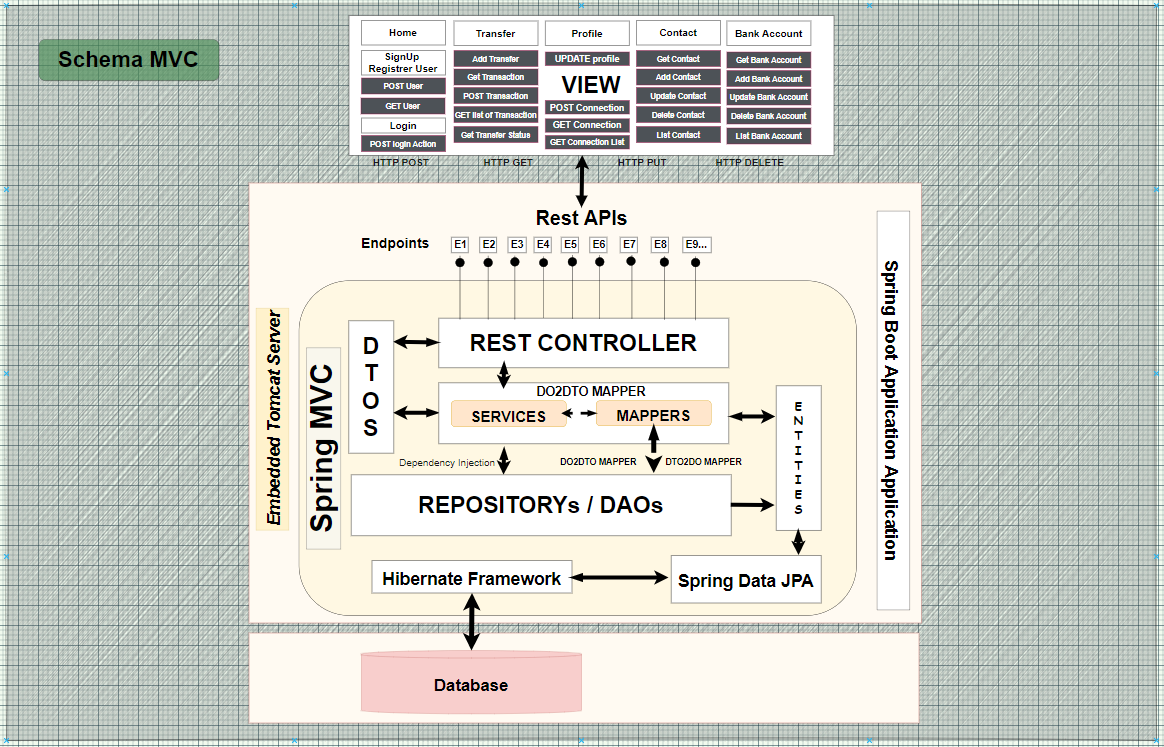 Schema MVC
Home
Transfer
Profile
Contact
Bank Account
SignUp
Registrer User
POST User
GET User
Login
POST login Action
Add Transfer
Get Transaction
POST Transaction
GET list of Transaction
Get Transfer Status
UPDATE profile
VIEW
POST Connection
GET Connection
GET Connection List
Get Contact
Add Contact
Update Contact
Delete Contact
List Contact
Get Bank Account
Add Bank Account
Update Bank Account
Delete Bank Account
List Bank Account
HTTP POST
HTTP GET
HTTP PUT
HTTP DELETE
Rest APIs
Endpoints
E1
E2
E3
E4
E5
E6
E7
E8
E9...
Embedded Tomcat Server
Spring MVC
DTOS
REST CONTROLLER
DO2DTO MAPPER
SERVICES
MAPPERS
ENTITIES
Spring Boot Application Application
Dependency Injection
DO2DTO MAPPER
DTO2DO MAPPER
REPOSITORYs / DAOs
Hibernate Framework
Spring Data JPA
Database